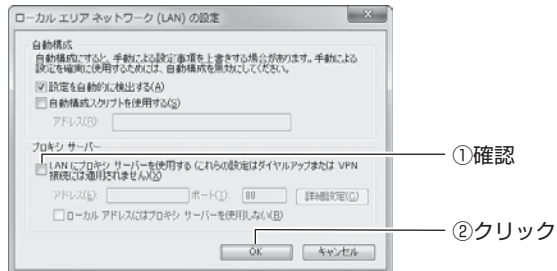 ローカル エリア ネットワーク (LAN) の設定
自動構成
自動構成にすると、手動による設定事項を上書きする場合があります。手動による
設定を確実に使用するためには、自動構成を無効にしてください。
設定を自動的に検出する(A)
自動構成スクリプトを使用する(S)
アドレス(R):
プロキシ サーバー
LAN にプロキシ サーバーを使用する (これらの設定はダイヤルアップまたは VPN
接続には適用されません)(X)
アドレス(E): ポート(T): 80 詳細設定(C)
ローカル アドレスにはプロキシ サーバーを使用しない(B)
OK キャンセル
①確認
②クリック